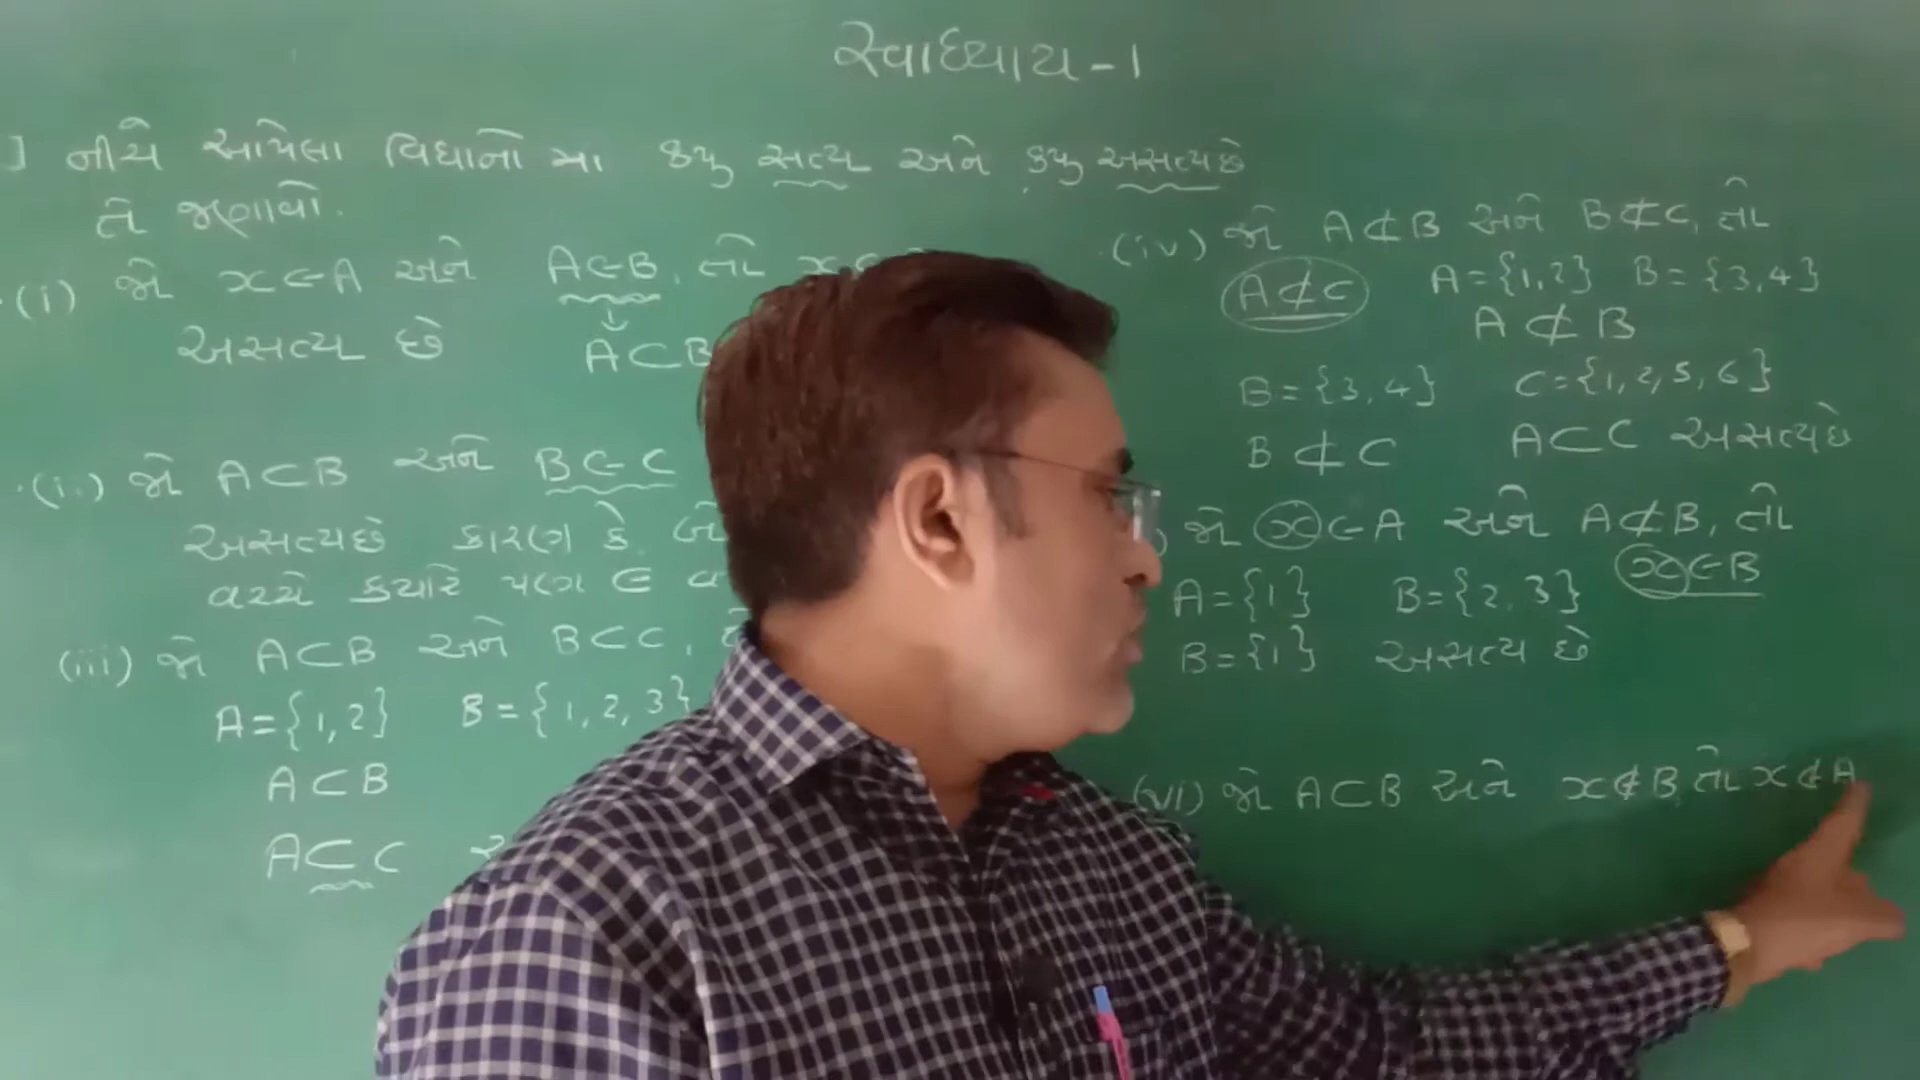 સ્વાધ્યાય-1
] નીચે આપેલા વિધાનો મા કયુ સત્ય અને કયુ અસત્ય છે
તે જણાવો.
(i) જો x∈A અને A∈B, તો
અસત્ય છે A⊂B
(ii) જો A⊂B અને B∈C
અસત્ય છે કારણ કે
વચ્ચે ક્યારે પણ ∈
(iii) જો A⊂B અને B⊂C,
A={1,2} B={1,2,3}
A⊂B
A⊂C
(iv) જો A⊄B અને B⊄C, તો
A⊄C A={1,2} B={3,4}
A⊄B
B={3,4} C={1,2,5,6}
B⊄C A⊂C અસત્ય છે
) જો x∈A અને A⊄B, તો
x∈B
A={1} B={2,3}
B={1} અસત્ય છે
(vi) જો A⊂B અને x∉B, તો x∉A